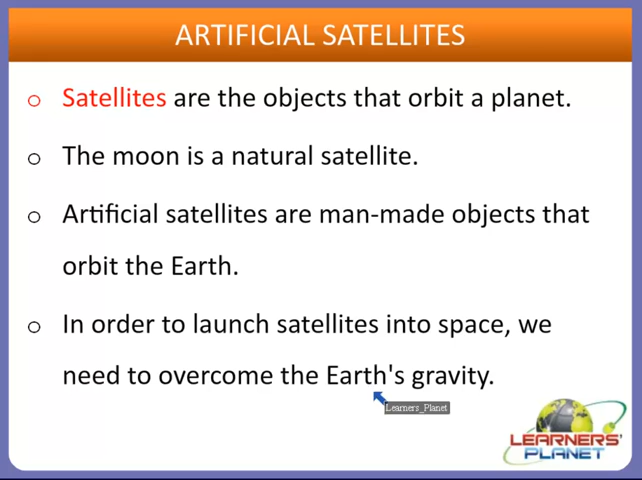 ARTIFICIAL SATELLITES
o Satellites are the objects that orbit a planet.
o The moon is a natural satellite.
o Artificial satellites are man-made objects that
orbit the Earth.
o In order to launch satellites into space, we
need to overcome the Earth's gravity.
Learners_Planet
LEARNERS'
PLANET